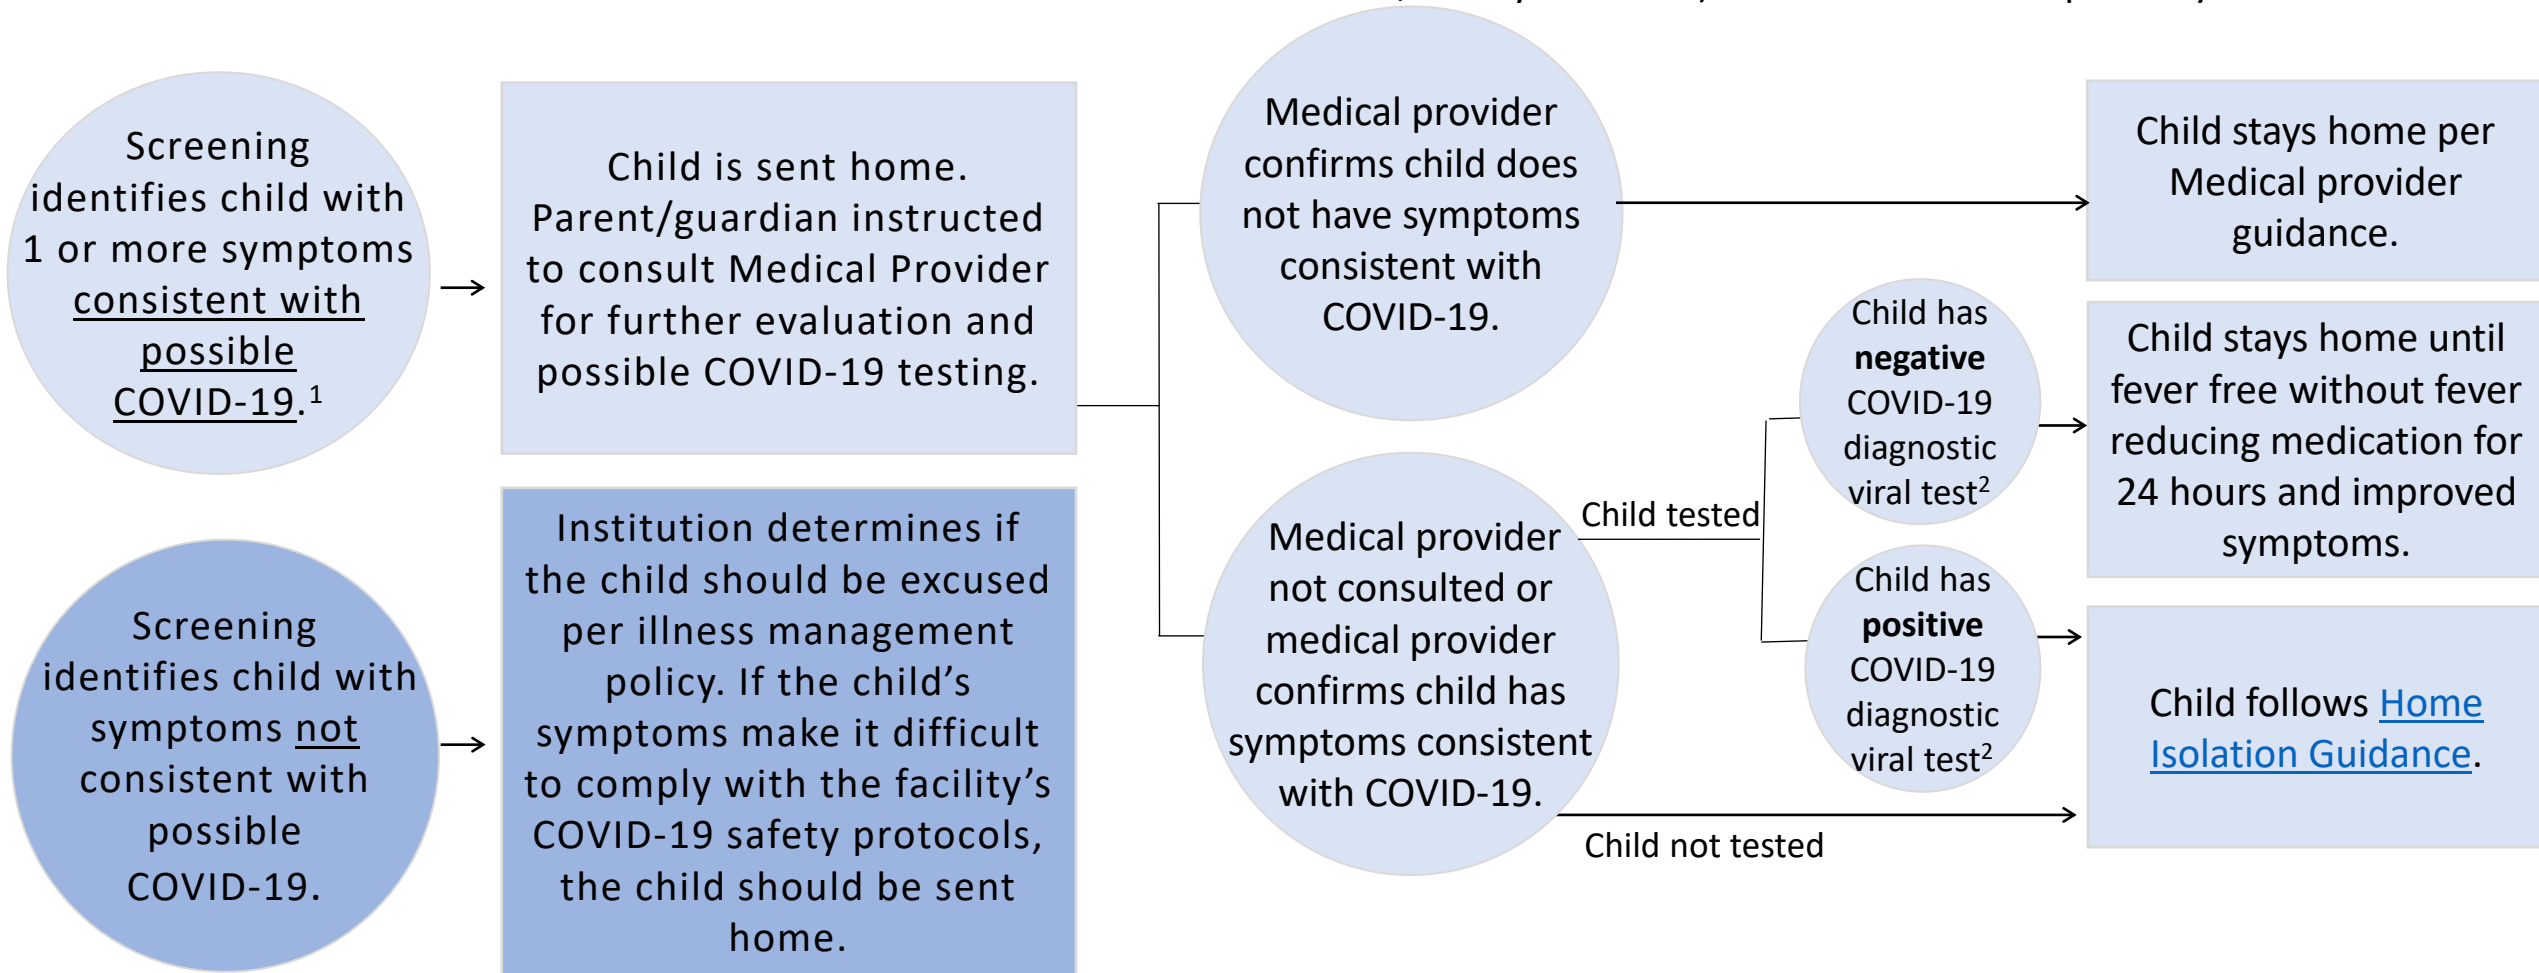 Screening
identifies child with
1 or more symptoms
consistent with
possible
COVID-19.1
Child is sent home.
Parent/guardian instructed
to consult Medical Provider
for further evaluation and
possible COVID-19 testing.
Medical provider
confirms child does
not have symptoms
consistent with
COVID-19.
Child stays home per
Medical provider
guidance.
Screening
identifies child with
symptoms not
consistent with
possible
COVID-19.
Institution determines if
the child should be excused
per illness management
policy. If the child’s
symptoms make it difficult
to comply with the facility’s
COVID-19 safety protocols,
the child should be sent
home.
Medical provider
not consulted or
medical provider
confirms child has
symptoms consistent
with COVID-19.
Child tested
Child has
negative
COVID-19
diagnostic
viral test2
Child stays home until
fever free without fever
reducing medication for
24 hours and improved
symptoms.
Child has
positive
COVID-19
diagnostic
viral test2
Child follows Home
Isolation Guidance.
Child not tested